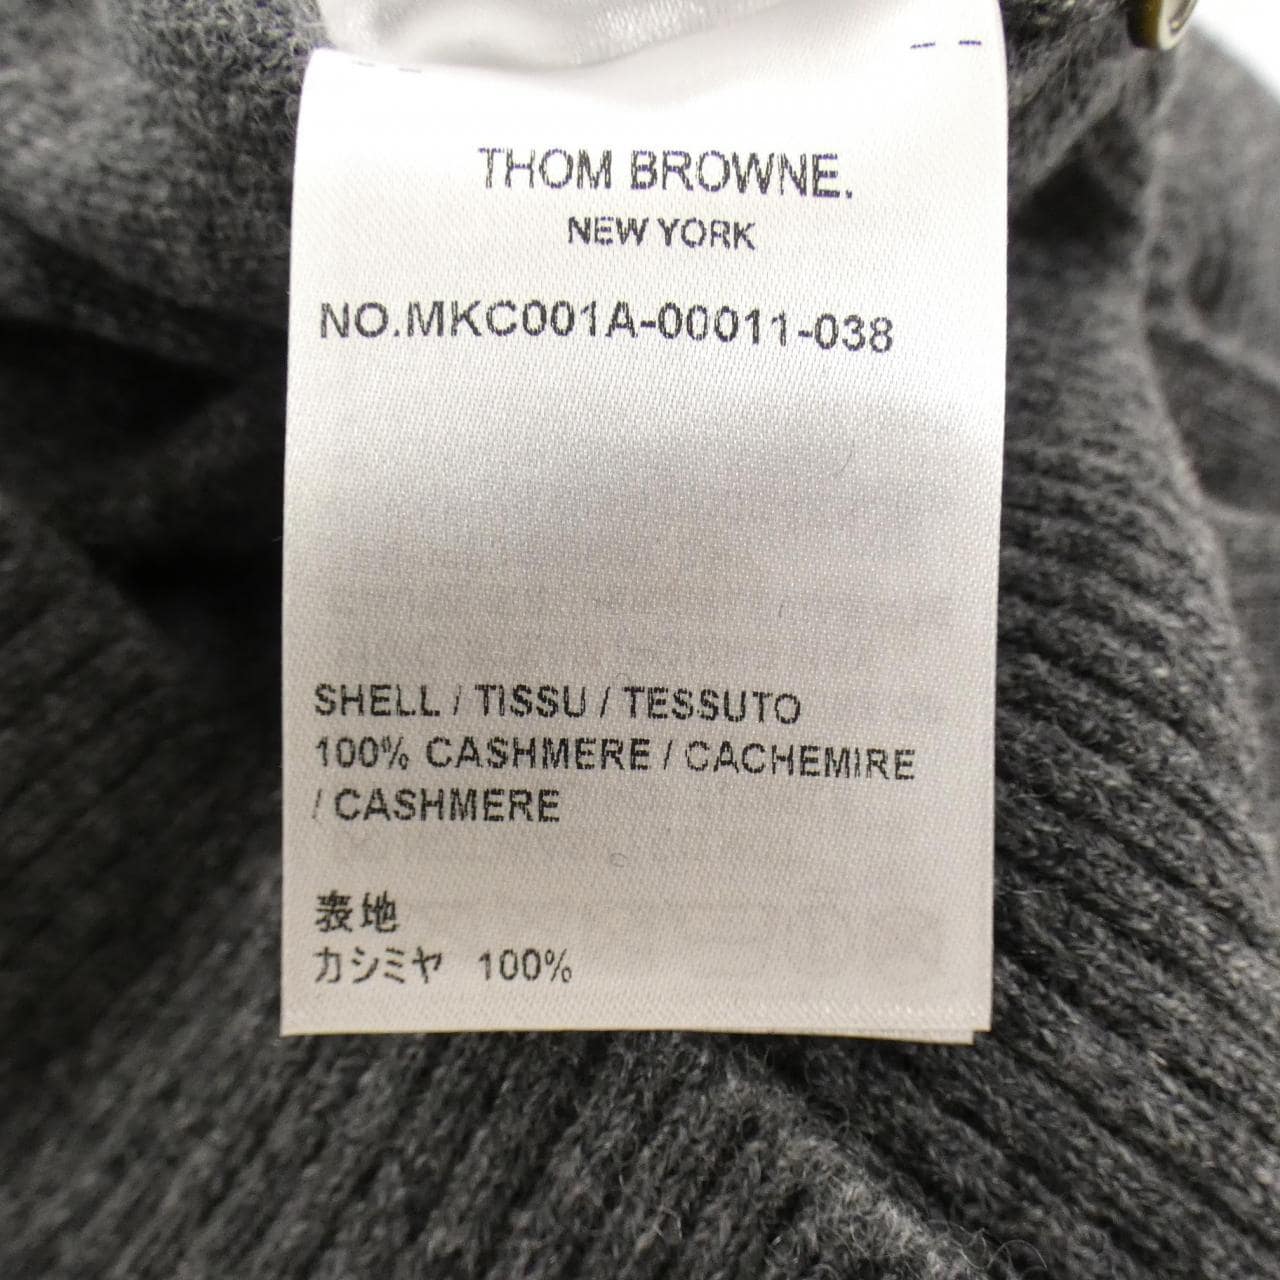 THOM BROWNE.
NEW YORK
NO.MKC001A-00011-038
SHELL / TISSU / TESSUTO
100% CASHMERE / CACHEMIRE
/ CASHMERE
表地
カシミヤ 100%